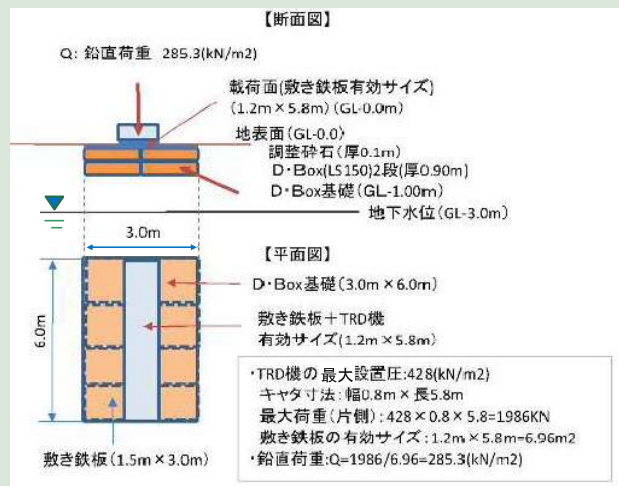 【断面図】
Q: 鉛直荷重 285.3(kN/m2)
載荷面(敷き鉄板有効サイズ)
(1.2m×5.8m)(GL-0.0m)
地表面(GL-0.0)
調整砕石(厚0.1m)
D・Box(LS150)2段(厚0.90m)
D・Box基礎(GL-1.00m)
地下水位(GL-3.0m)
3.0m
【平面図】
D・Box基礎(3.0m×6.0m)
6.0m
敷き鉄板+TRD機
有効サイズ(1.2m×5.8m)
・TRD機の最大設置圧:428(kN/m2)
キャタ寸法:幅0.8m×長5.8m
最大荷重(片側):428×0.8×5.8=1986KN
敷き鉄板の有効サイズ:1.2m×5.8m=6.96m2
・鉛直荷重:Q=1986/6.96=285.3(kN/m2)
敷き鉄板(1.5m×3.0m)